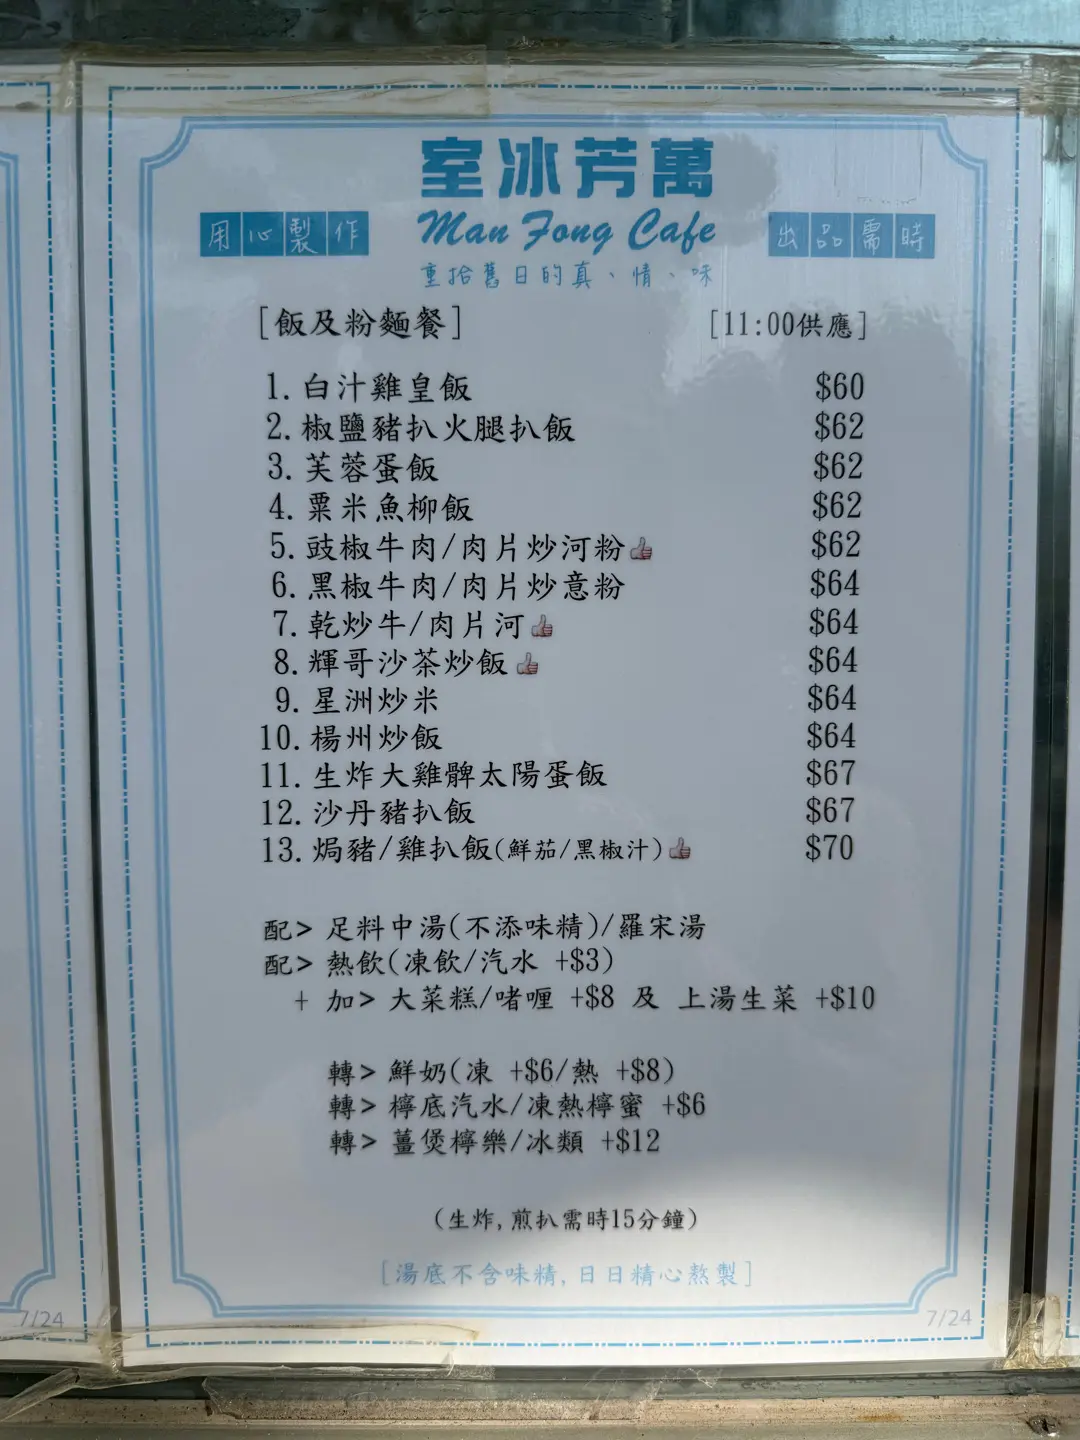 室冰芳萬
用心製作
Man Fong Cafe
出品需時
重拾舊日的真、情、味
[飯及粉麵餐] [11:00供應]
1. 白汁雞皇飯 $60
2. 椒鹽豬扒火腿扒飯 $62
3. 芙蓉蛋飯 $62
4. 粟米魚柳飯 $62
5. 豉椒牛肉/肉片炒河粉👍 $62
6. 黑椒牛肉/肉片炒意粉 $64
7. 乾炒牛/肉片河👍 $64
8. 輝哥沙茶炒飯👍 $64
9. 星洲炒米 $64
10. 楊州炒飯 $64
11. 生炸大雞髀太陽蛋飯 $67
12. 沙丹豬扒飯 $67
13. 焗豬/雞扒飯(鮮茄/黑椒汁)👍 $70
配> 足料中湯(不添味精)/羅宋湯
配> 熱飲(凍飲/汽水 +$3)
+ 加> 大菜糕/啫喱 +$8 及 上湯生菜 +$10
轉> 鮮奶(凍 +$6/熱 +$8)
轉> 檸底汽水/凍熱檸蜜 +$6
轉> 薑煲檸樂/冰類 +$12
(生炸,煎扒需時15分鐘)
[湯底不含味精,日日精心熬製]
7/24
7/24